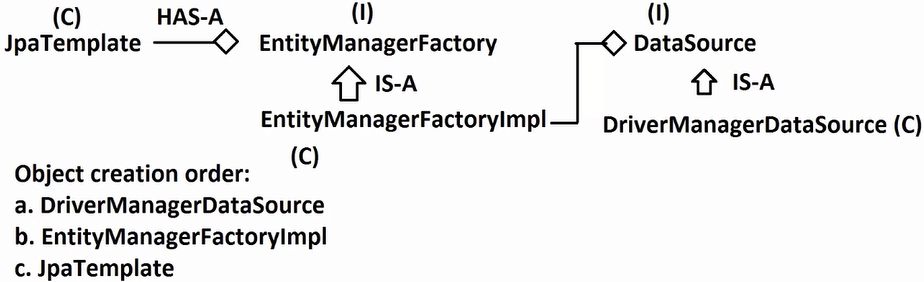 (C) HAS-A (I) (I)
JpaTemplate EntityManagerFactory DataSource
IS-A IS-A
EntityManagerFactoryImpl DriverManagerDataSource (C)
(C)
Object creation order:
a. DriverManagerDataSource
b. EntityManagerFactoryImpl
c. JpaTemplate